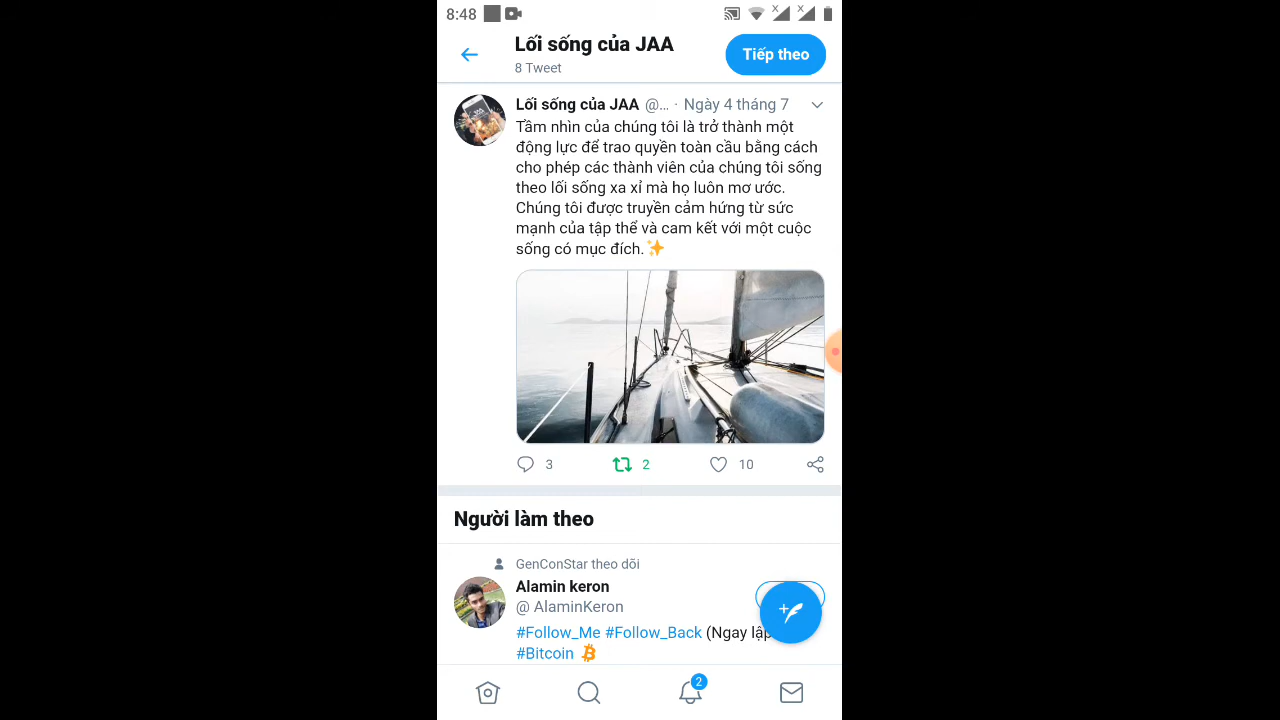 8:48
Lối sống của JAA
8 Tweet
Tiếp theo
Lối sống của JAA @... · Ngày 4 tháng 7
Tầm nhìn của chúng tôi là trở thành một
động lực để trao quyền toàn cầu bằng cách
cho phép các thành viên của chúng tôi sống
theo lối sống xa xỉ mà họ luôn mơ ước.
Chúng tôi được truyền cảm hứng từ sức
mạnh của tập thể và cam kết với một cuộc
sống có mục đích.
3 2 10
Người làm theo
GenConStar theo dõi
Alamin keron
@ AlaminKeron
#Follow_Me #Follow_Back (Ngay lập
#Bitcoin
2